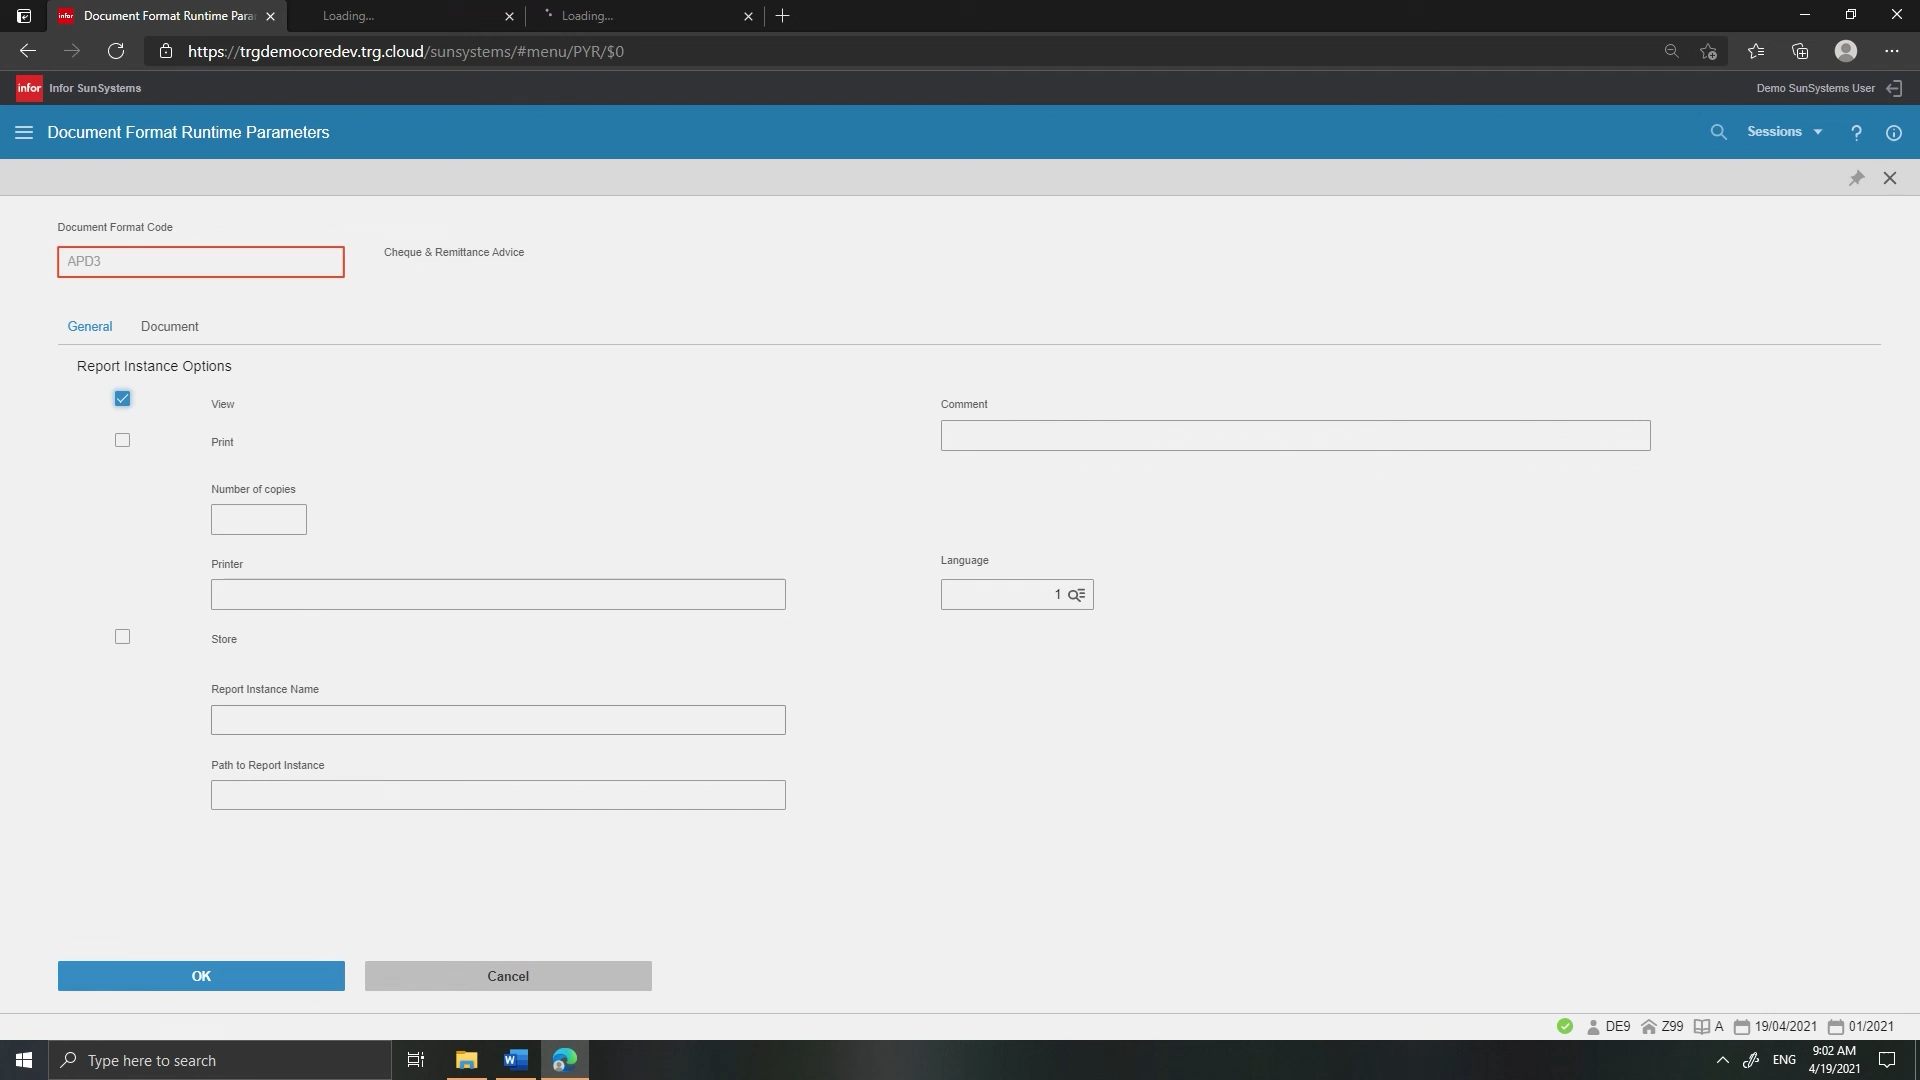 Document Format Runtime Para
Loading...
Loading...
https://trgdemocoredev.trg.cloud/sunsystems/#menu/PYR/$0
infor Infor SunSystems
Demo SunSystems User
Document Format Runtime Parameters
Sessions
Document Format Code
APD3
Cheque & Remittance Advice
General
Document
Report Instance Options
View
Comment
Print
Number of copies
Printer
Language
1
Store
Report Instance Name
Path to Report Instance
OK
Cancel
DE9
Z99
A
19/04/2021
01/2021
Type here to search
ENG
9:02 AM
4/19/2021